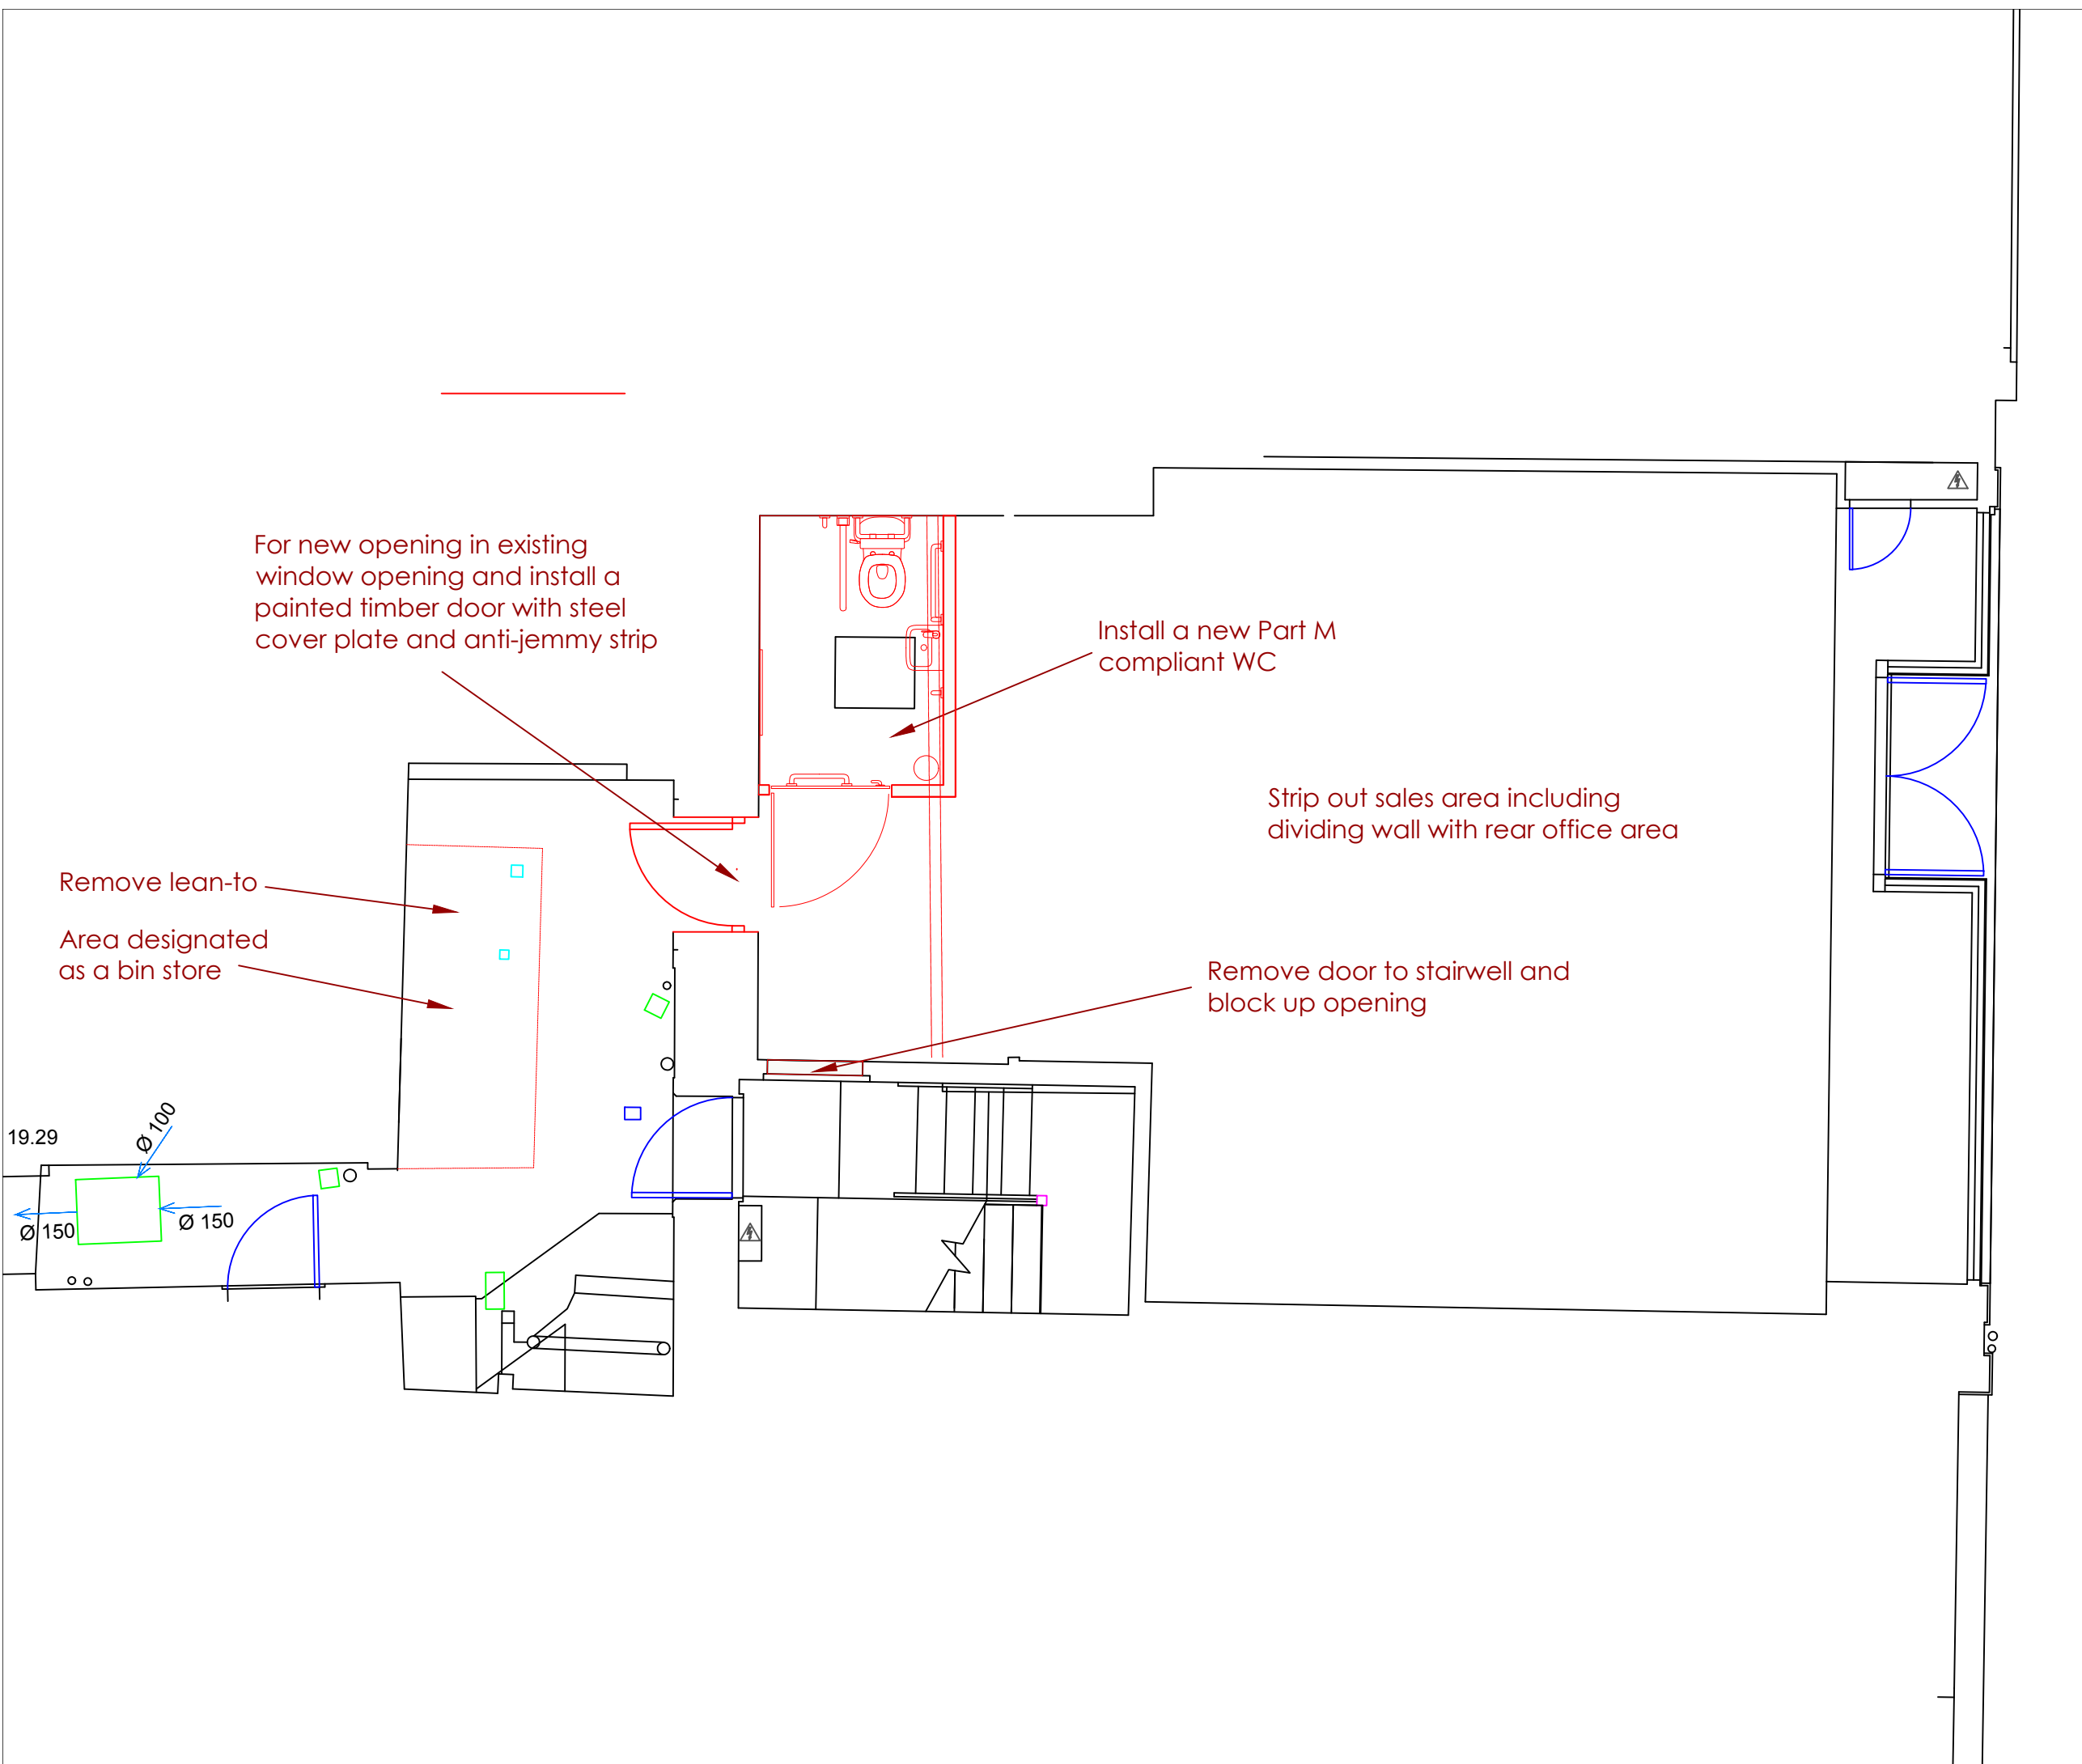 For new opening in existing
window opening and install a
painted timber door with steel
cover plate and anti-jemmy strip
Install a new Part M
compliant WC
Strip out sales area including
dividing wall with rear office area
Remove lean-to
Area designated
as a bin store
Remove door to stairwell and
block up opening
19.29
Ø 100
Ø 150
Ø 150